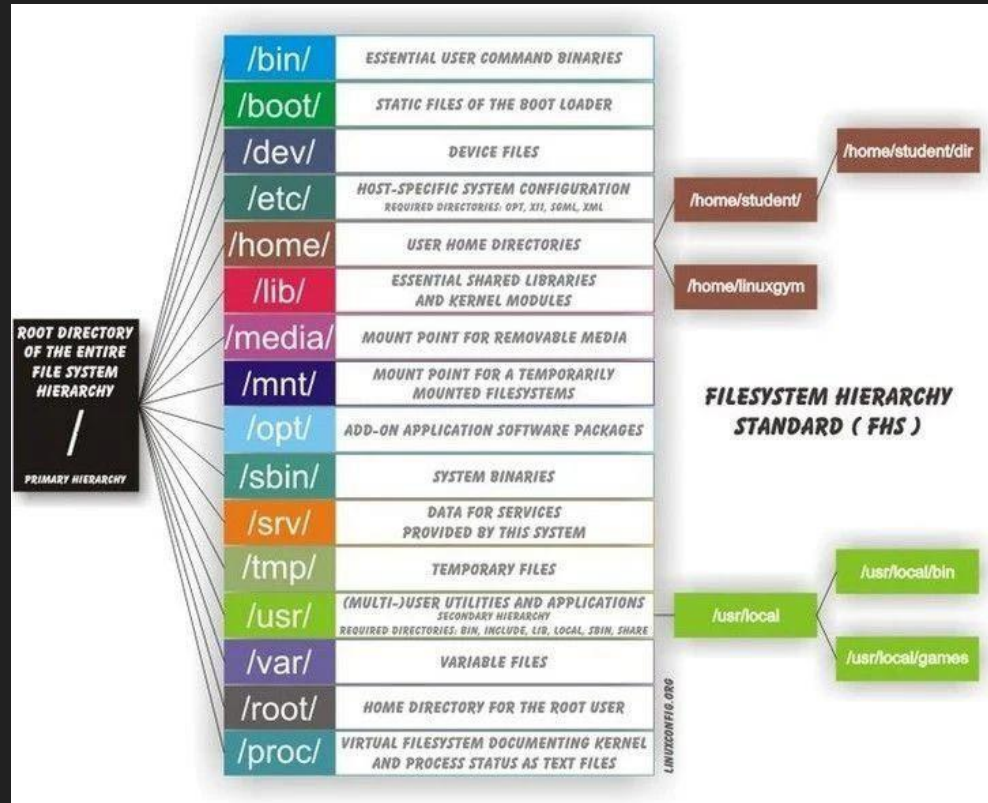 ROOT DIRECTORY
OF THE ENTIRE
FILE SYSTEM
HIERARCHY
/
PRIMARY HIERARCHY
/bin/
ESSENTIAL USER COMMAND BINARIES
/boot/
STATIC FILES OF THE BOOT LOADER
/dev/
DEVICE FILES
/etc/
HOST-SPECIFIC SYSTEM CONFIGURATION
REQUIRED DIRECTORIES: OPT, X11, SGML, XML
/home/
USER HOME DIRECTORIES
/lib/
ESSENTIAL SHARED LIBRARIES
AND KERNEL MODULES
/media/
MOUNT POINT FOR REMOVABLE MEDIA
/mnt/
MOUNT POINT FOR A TEMPORARILY
MOUNTED FILESYSTEMS
/opt/
ADD-ON APPLICATION SOFTWARE PACKAGES
/sbin/
SYSTEM BINARIES
/srv/
DATA FOR SERVICES
PROVIDED BY THIS SYSTEM
/tmp/
TEMPORARY FILES
/usr/
(MULTI-)USER UTILITIES AND APPLICATIONS
SECONDARY HIERARCHY
REQUIRED DIRECTORIES: BIN, INCLUDE, LIB, LOCAL, SBIN, SHARE
/var/
VARIABLE FILES
/root/
HOME DIRECTORY FOR THE ROOT USER
/proc/
VIRTUAL FILESYSTEM DOCUMENTING KERNEL
AND PROCESS STATUS AS TEXT FILES
/home/student/
/home/student/dir
/home/linuxgym
FILESYSTEM HIERARCHY
STANDARD ( FHS )
/usr/local
/usr/local/bin
/usr/local/games
LINUXCONFIG.ORG